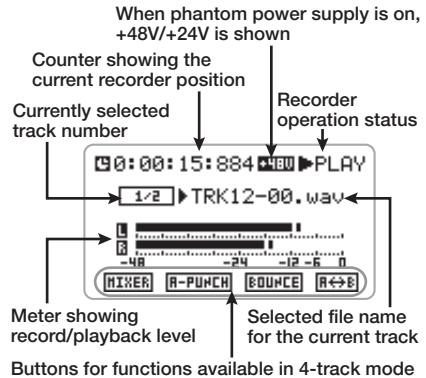 When phantom power supply is on,
+48V/+24V is shown
Counter showing the
current recorder position
Recorder
operation status
Currently selected
track number
0:00:15:884 +48V ▶PLAY
1/2 ▶TRK12-00.wav
L
R
-48 -24 -12 -6 0
MIXER A-PUNCH BOUNCE A↔B
Meter showing
record/playback level
Selected file name
for the current track
Buttons for functions available in 4-track mode